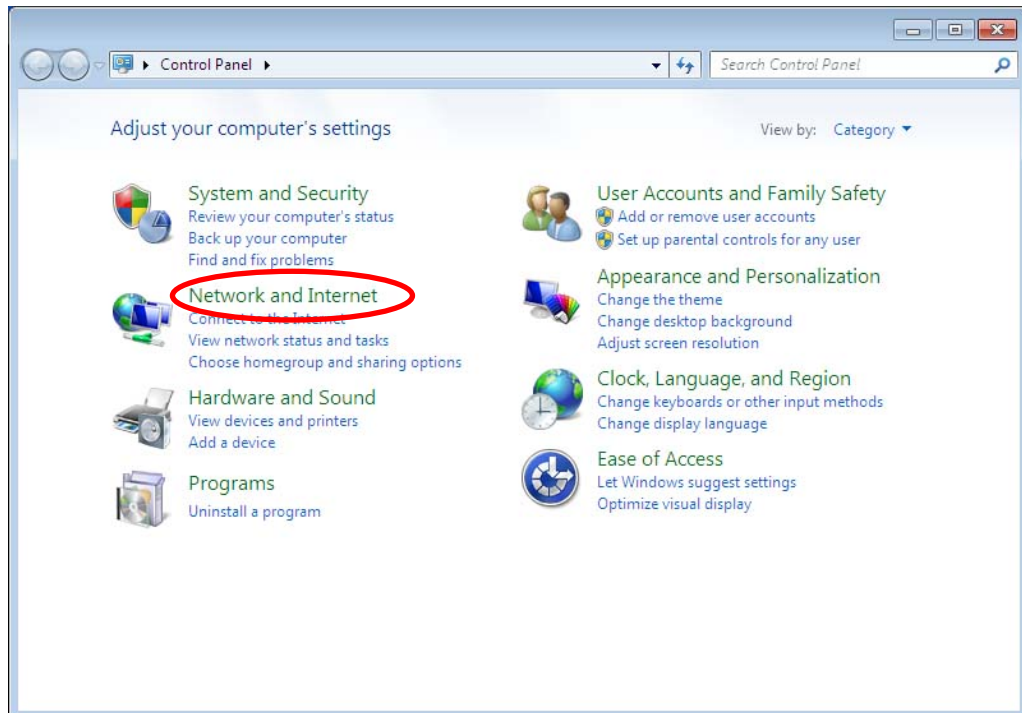 Control Panel
Search Control Panel
Adjust your computer's settings
View by: Category
System and Security
Review your computer's status
Back up your computer
Find and fix problems
Network and Internet
Connect to the Internet
View network status and tasks
Choose homegroup and sharing options
Hardware and Sound
View devices and printers
Add a device
Programs
Uninstall a program
User Accounts and Family Safety
Add or remove user accounts
Set up parental controls for any user
Appearance and Personalization
Change the theme
Change desktop background
Adjust screen resolution
Clock, Language, and Region
Change keyboards or other input methods
Change display language
Ease of Access
Let Windows suggest settings
Optimize visual display